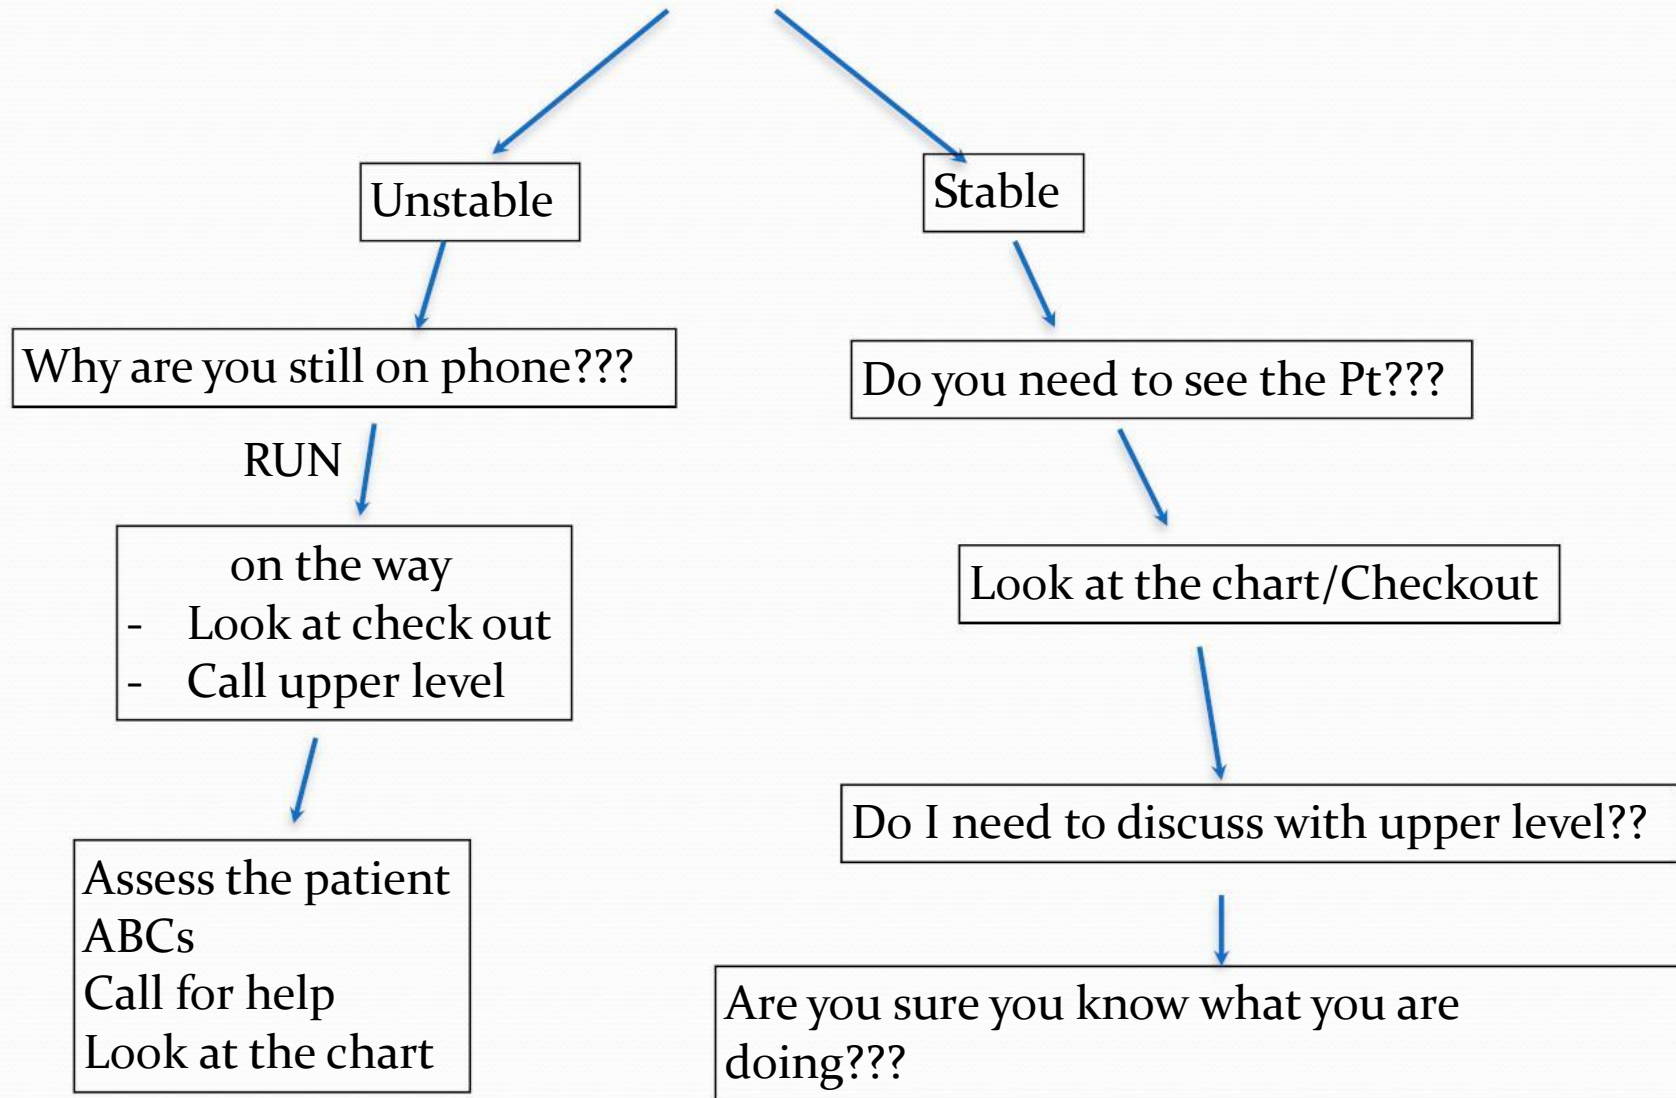 Unstable
Stable
Why are you still on phone???
Do you need to see the Pt???
RUN
on the way
- Look at check out
- Call upper level
Look at the chart/Checkout
Do I need to discuss with upper level??
Assess the patient
ABCs
Call for help
Look at the chart
Are you sure you know what you are
doing???